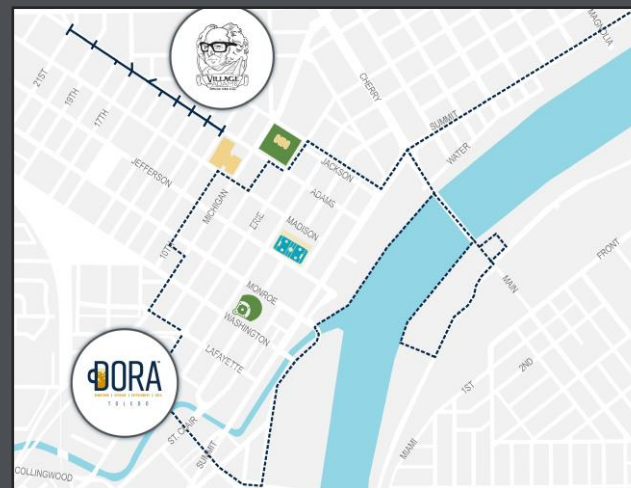 MAGNOLIA
21ST
19TH
17TH
VILLAGE
CHERRY
SUMMIT
WATER
JEFFERSON
JACKSON
ADAMS
MICHIGAN
ERIE
MADISON
10TH
FRONT
MAIN
MONROE
WASHINGTON
LAFAYETTE
DORA
TOLEDO
1ST
2ND
ST. CLAIR
SUMMIT
MIAMI
COLLINGWOOD